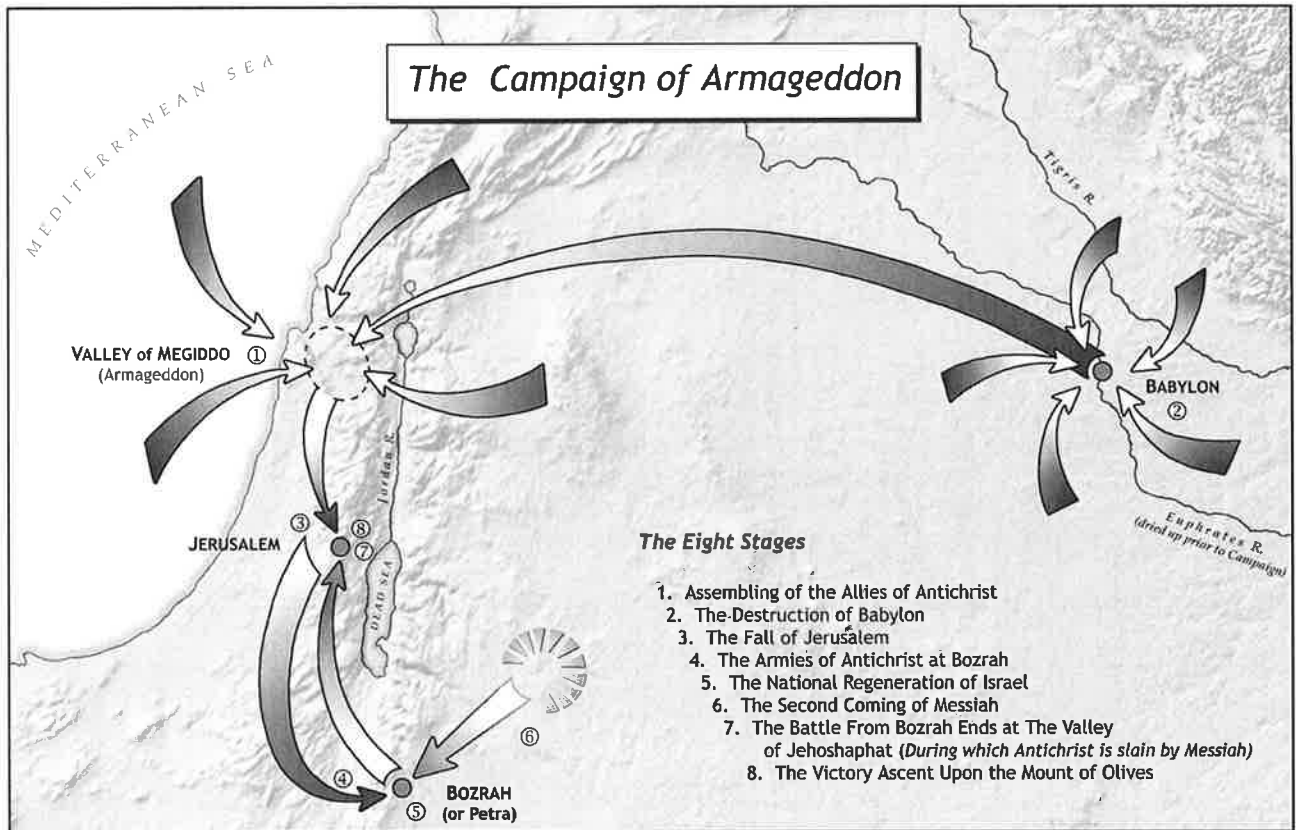 The Campaign of Armageddon
MEDITERRANEAN SEA
Tigris R.
VALLEY of MEGIDDO ①
(Armageddon)
BABYLON
②
Jordan R.
③ ⑧
JERUSALEM ⑦
DEAD SEA
Euphrates R.
(dried up prior to Campaign)
The Eight Stages
1. Assembling of the Allies of Antichrist
2. The Destruction of Babylon
3. The Fall of Jerusalem
4. The Armies of Antichrist at Bozrah
5. The National Regeneration of Israel
6. The Second Coming of Messiah
7. The Battle From Bozrah Ends at The Valley
of Jehoshaphat (During which Antichrist is slain by Messiah)
8. The Victory Ascent Upon the Mount of Olives
⑥
④
BOZRAH
⑤ (or Petra)